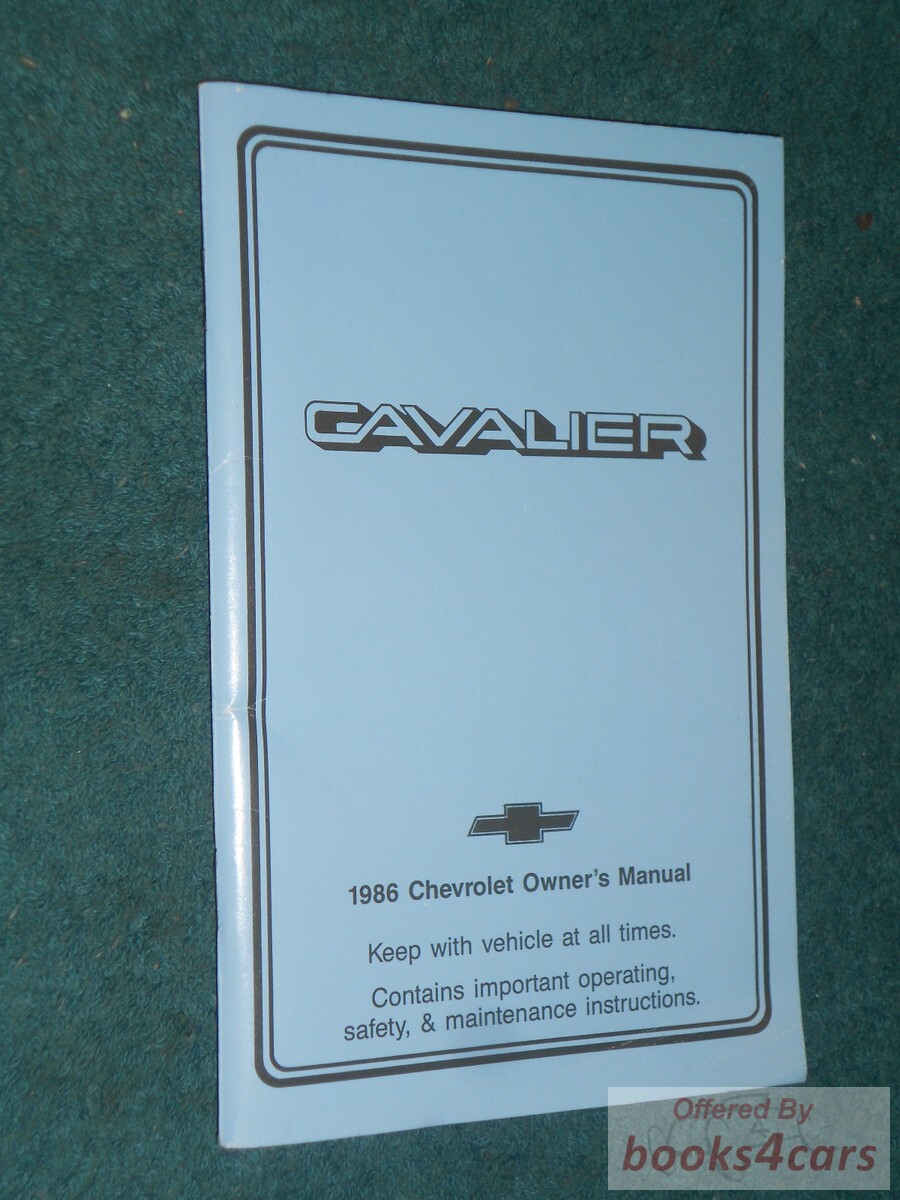 CAVALIER
1986 Chevrolet Owner's Manual
Keep with vehicle at all times.
Contains important operating,
safety, & maintenance instructions.
Offered By
books4cars